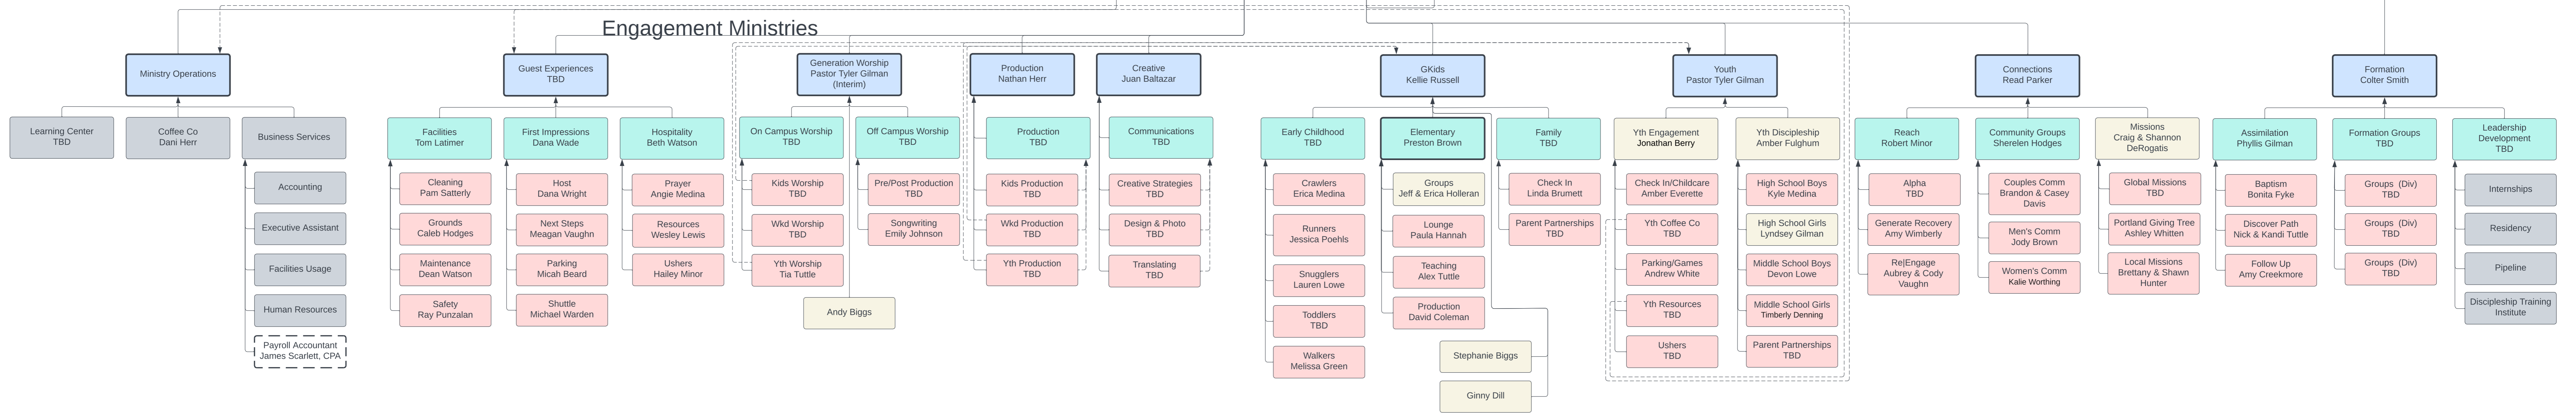 Engagement Ministries
Ministry Operations
Learning Center
TBD
Coffee Co
Dani Herr
Business Services
Accounting
Executive Assistant
Facilities Usage
Human Resources
Payroll Accountant
James Scarlett, CPA
Guest Experiences
TBD
Facilities
Tom Latimer
Cleaning
Pam Satterly
Grounds
Caleb Hodges
Maintenance
Dean Watson
Safety
Ray Punzalan
First Impressions
Dana Wade
Host
Dana Wright
Next Steps
Meagan Vaughn
Parking
Micah Beard
Shuttle
Michael Warden
Hospitality
Beth Watson
Prayer
Angie Medina
Resources
Wesley Lewis
Ushers
Hailey Minor
Generation Worship
Pastor Tyler Gilman
(Interim)
On Campus Worship
TBD
Kids Worship
TBD
Wkd Worship
TBD
Yth Worship
Tia Tuttle
Off Campus Worship
TBD
Pre/Post Production
TBD
Songwriting
Emily Johnson
Andy Biggs
Production
Nathan Herr
Production
TBD
Kids Production
TBD
Wkd Production
TBD
Yth Production
TBD
Creative
Juan Baltazar
Communications
TBD
Creative Strategies
TBD
Design & Photo
TBD
Translating
TBD
GKids
Kellie Russell
Early Childhood
TBD
Crawlers
Erica Medina
Runners
Jessica Poehls
Snugglers
Lauren Lowe
Toddlers
TBD
Walkers
Melissa Green
Elementary
Preston Brown
Groups
Jeff & Erica Holleran
Lounge
Paula Hannah
Teaching
Alex Tuttle
Production
David Coleman
Family
TBD
Check In
Linda Brumett
Parent Partnerships
TBD
Stephanie Biggs
Ginny Dill
Youth
Pastor Tyler Gilman
Yth Engagement
Jonathan Berry
Check In/Childcare
Amber Everette
Yth Coffee Co
TBD
Parking/Games
Andrew White
Yth Resources
TBD
Ushers
TBD
Yth Discipleship
Amber Fulghum
High School Boys
Kyle Medina
High School Girls
Lyndsey Gilman
Middle School Boys
Devon Lowe
Middle School Girls
Timberly Denning
Parent Partnerships
TBD
Connections
Read Parker
Reach
Robert Minor
Alpha
TBD
Generate Recovery
Amy Wimberly
Re|Engage
Aubrey & Cody
Vaughn
Community Groups
Sherelen Hodges
Couples Comm
Brandon & Casey
Davis
Men's Comm
Jody Brown
Women's Comm
Kalie Worthing
Missions
Craig & Shannon
DeRogatis
Global Missions
TBD
Portland Giving Tree
Ashley Whitten
Local Missions
Brettany & Shawn
Hunter
Formation
Colter Smith
Assimilation
Phyllis Gilman
Baptism
Bonita Fyke
Discover Path
Nick & Kandi Tuttle
Follow Up
Amy Creekmore
Formation Groups
TBD
Groups (Div)
TBD
Groups (Div)
TBD
Groups (Div)
TBD
Leadership
Development
TBD
Internships
Residency
Pipeline
Discipleship Training
Institute